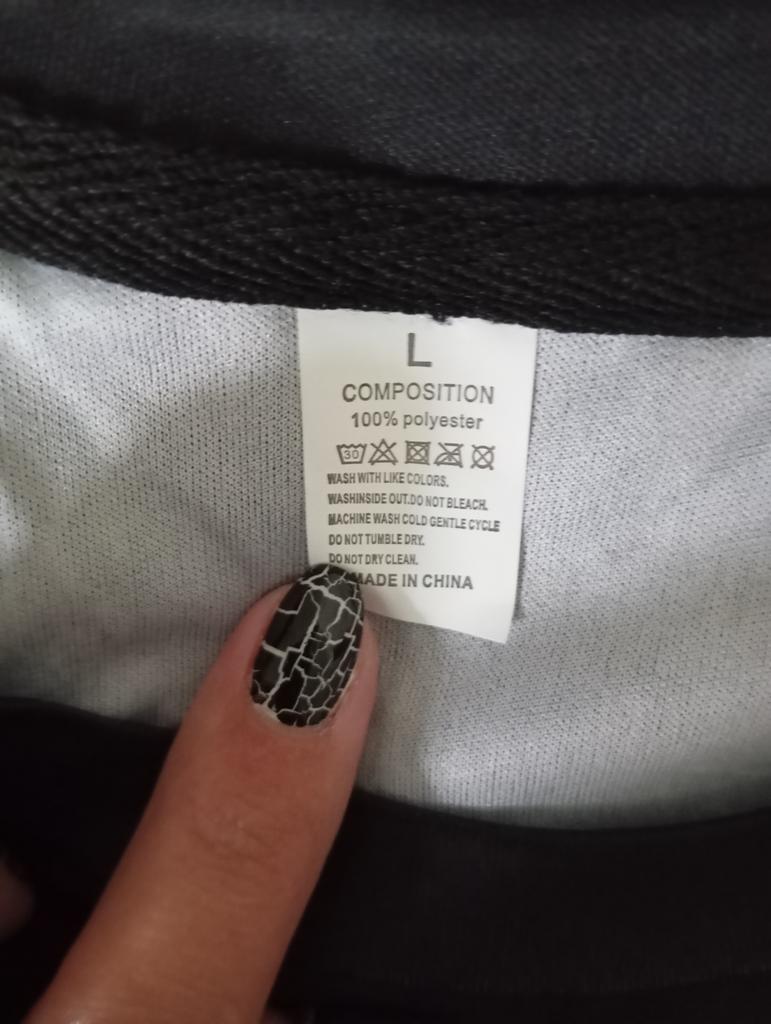 L
COMPOSITION
100% polyester
30
WASH WITH LIKE COLORS.
WASHINSIDE OUT.DO NOT BLEACH.
MACHINE WASH COLD GENTLE CYCLE
DO NOT TUMBLE DRY.
DO NOT DRY CLEAN.
MADE IN CHINA